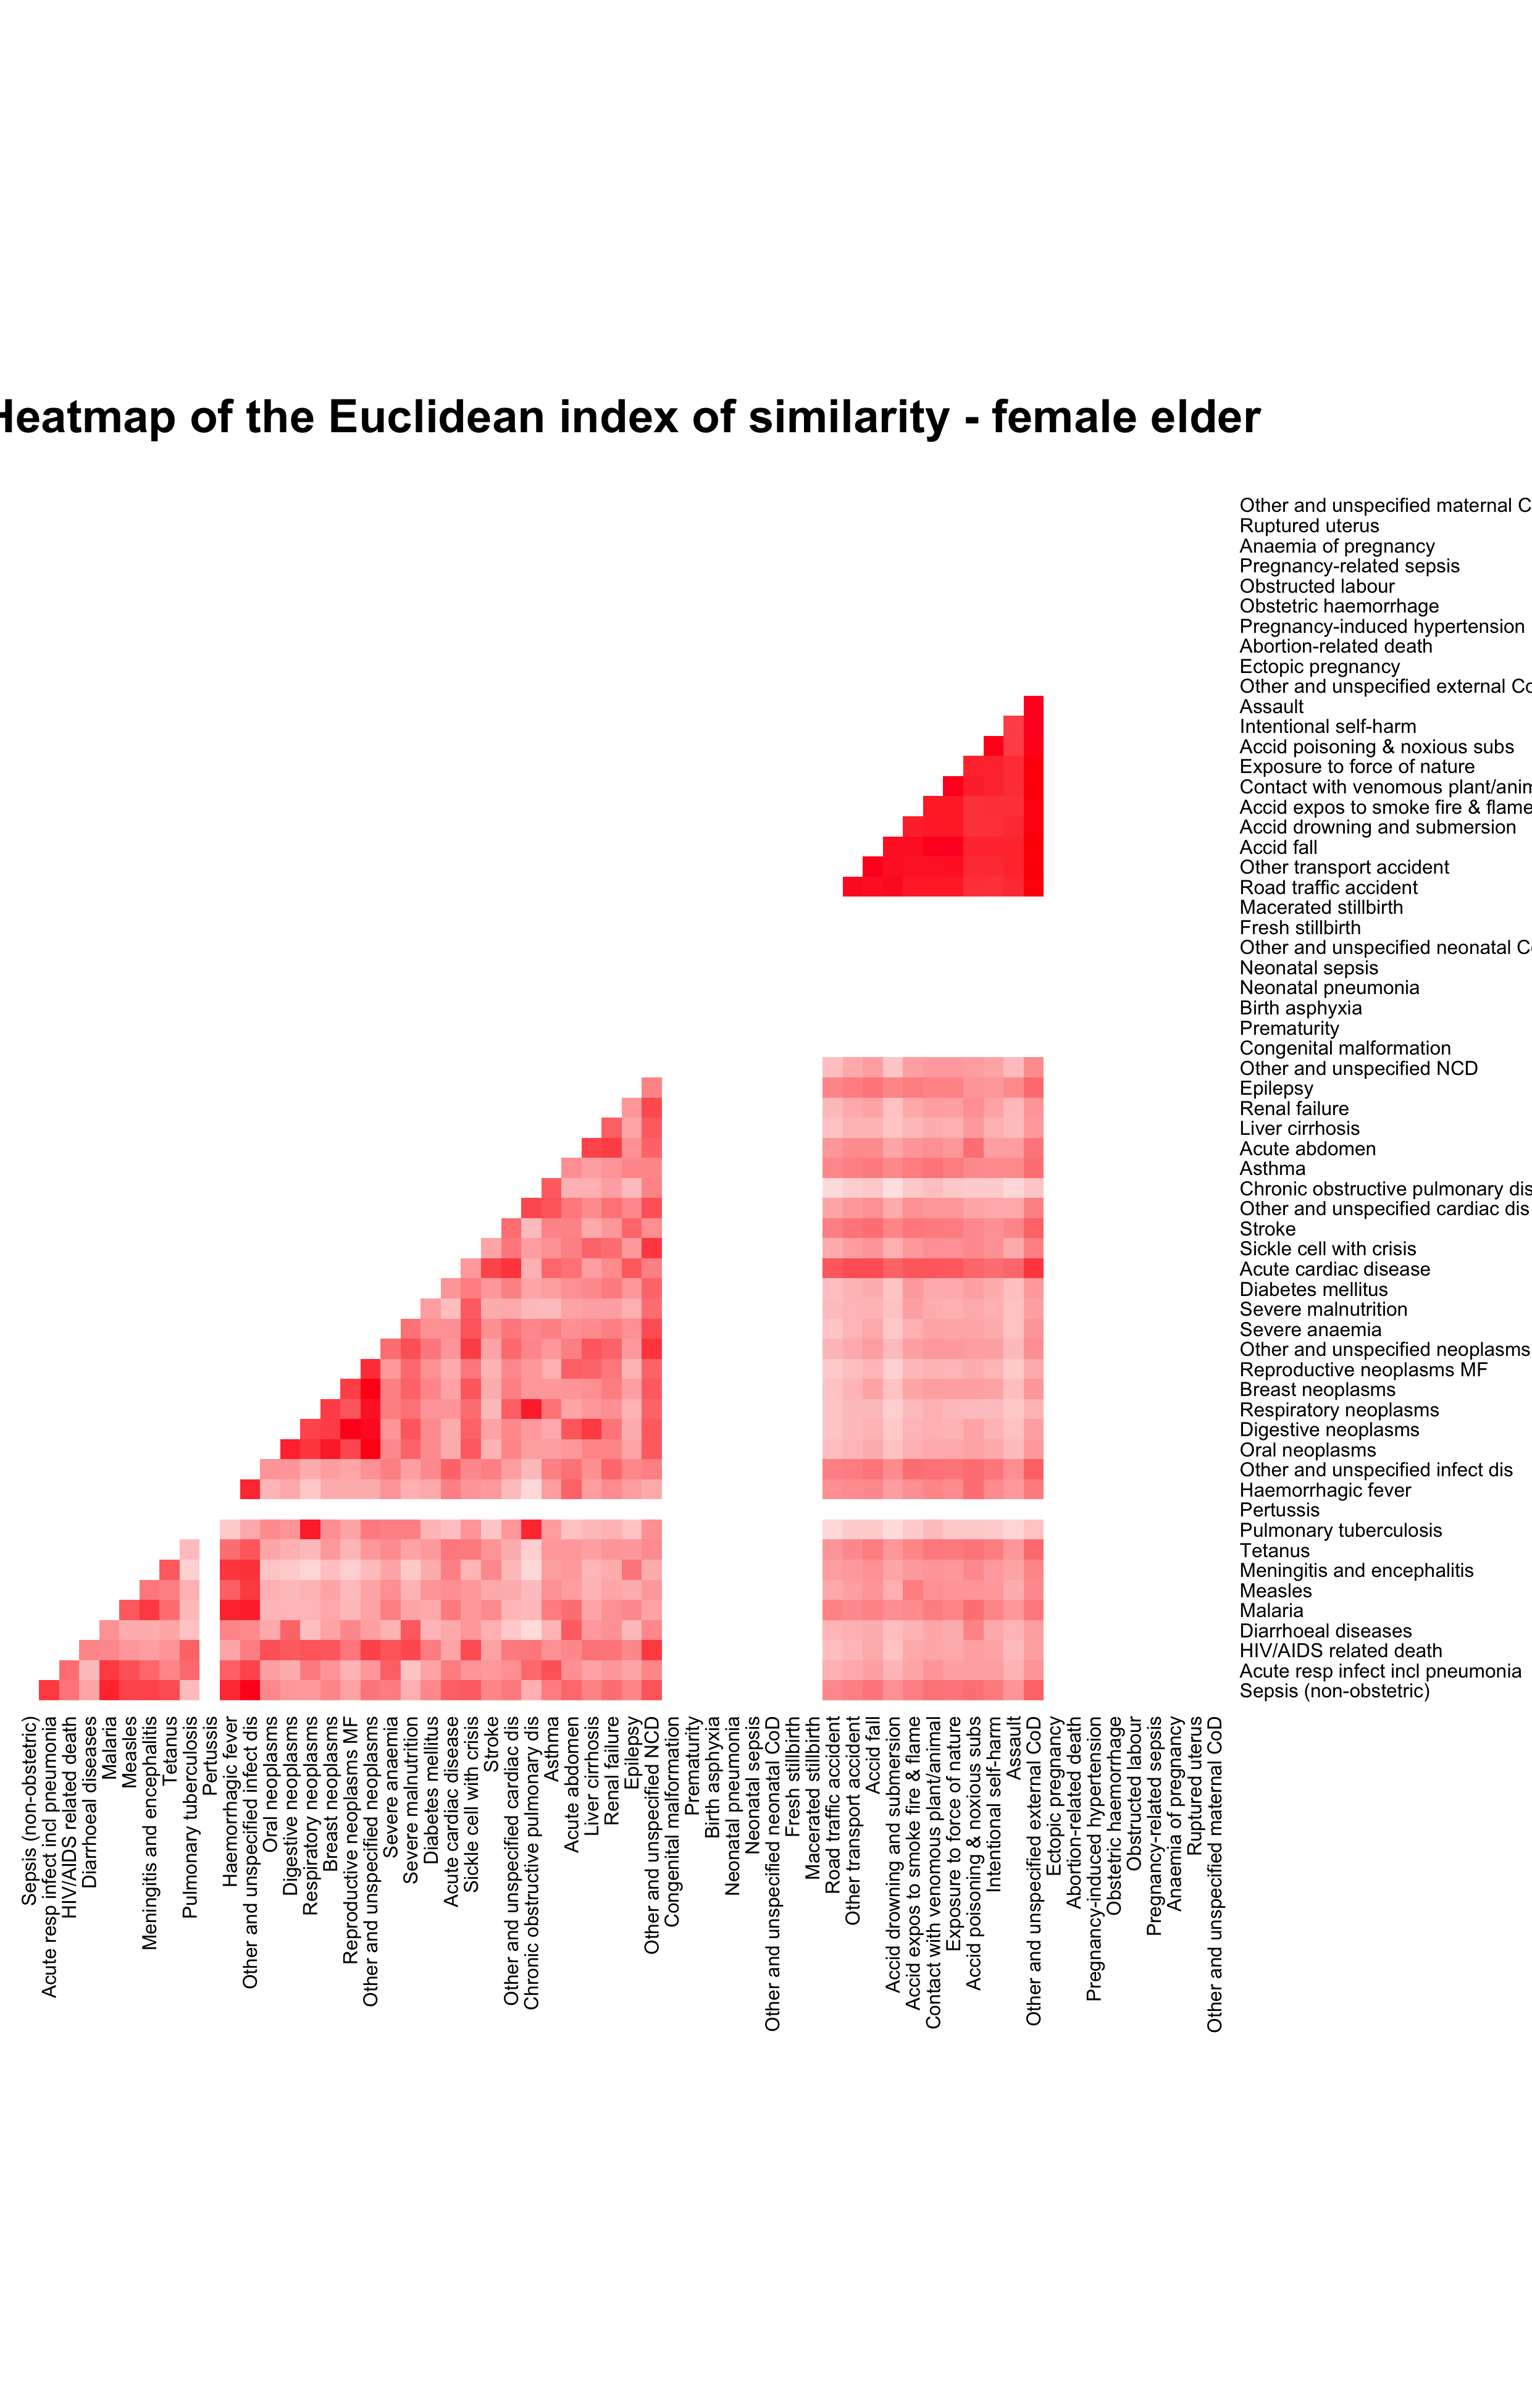 Heatmap of the Euclidean index of similarity - female elder
Other and unspecified maternal C
Ruptured uterus
Anaemia of pregnancy
Pregnancy-related sepsis
Obstructed labour
Obstetric haemorrhage
Pregnancy-induced hypertension
Abortion-related death
Ectopic pregnancy
Other and unspecified external Co
Assault
Intentional self-harm
Accid poisoning & noxious subs
Exposure to force of nature
Contact with venomous plant/anim
Accid expos to smoke fire & flame
Accid drowning and submersion
Accid fall
Other transport accident
Road traffic accident
Macerated stillbirth
Fresh stillbirth
Other and unspecified neonatal Co
Neonatal sepsis
Neonatal pneumonia
Birth asphyxia
Prematurity
Congenital malformation
Other and unspecified NCD
Epilepsy
Renal failure
Liver cirrhosis
Acute abdomen
Asthma
Chronic obstructive pulmonary dis
Other and unspecified cardiac dis
Stroke
Sickle cell with crisis
Acute cardiac disease
Diabetes mellitus
Severe malnutrition
Severe anaemia
Other and unspecified neoplasms
Reproductive neoplasms MF
Breast neoplasms
Respiratory neoplasms
Digestive neoplasms
Oral neoplasms
Other and unspecified infect dis
Haemorrhagic fever
Pertussis
Pulmonary tuberculosis
Tetanus
Meningitis and encephalitis
Measles
Malaria
Diarrhoeal diseases
HIV/AIDS related death
Acute resp infect incl pneumonia
Sepsis (non-obstetric)
Sepsis (non-obstetric)
Acute resp infect incl pneumonia
HIV/AIDS related death
Diarrhoeal diseases
Malaria
Measles
Meningitis and encephalitis
Tetanus
Pulmonary tuberculosis
Pertussis
Haemorrhagic fever
Other and unspecified infect dis
Oral neoplasms
Digestive neoplasms
Respiratory neoplasms
Breast neoplasms
Reproductive neoplasms MF
Other and unspecified neoplasms
Severe anaemia
Severe malnutrition
Diabetes mellitus
Acute cardiac disease
Sickle cell with crisis
Stroke
Other and unspecified cardiac dis
Chronic obstructive pulmonary dis
Asthma
Acute abdomen
Liver cirrhosis
Renal failure
Epilepsy
Other and unspecified NCD
Congenital malformation
Prematurity
Birth asphyxia
Neonatal pneumonia
Neonatal sepsis
Other and unspecified neonatal CoD
Fresh stillbirth
Macerated stillbirth
Road traffic accident
Other transport accident
Accid fall
Accid drowning and submersion
Accid expos to smoke fire & flame
Contact with venomous plant/animal
Exposure to force of nature
Accid poisoning & noxious subs
Intentional self-harm
Assault
Other and unspecified external CoD
Ectopic pregnancy
Abortion-related death
Pregnancy-induced hypertension
Obstetric haemorrhage
Obstructed labour
Pregnancy-related sepsis
Anaemia of pregnancy
Ruptured uterus
Other and unspecified maternal CoD